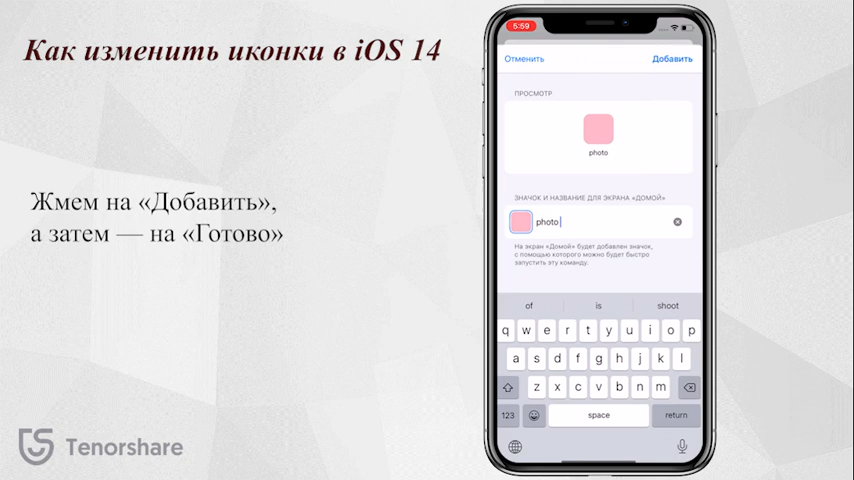 Как изменить иконки в iOS 14
Жмем на «Добавить»,
а затем — на «Готово»
Tenorshare
5:59
Отменить
Добавить
ПРОСМОТР
photo
ЗНАЧОК И НАЗВАНИЕ ДЛЯ ЭКРАНА «ДОМОЙ»
photo
На экран «Домой» будет добавлен значок,
с помощью которого можно будет быстро
запустить эту команду.
of is shoot
q w e r t y u i o p
a s d f g h j k l
z x c v b n m
123 space return